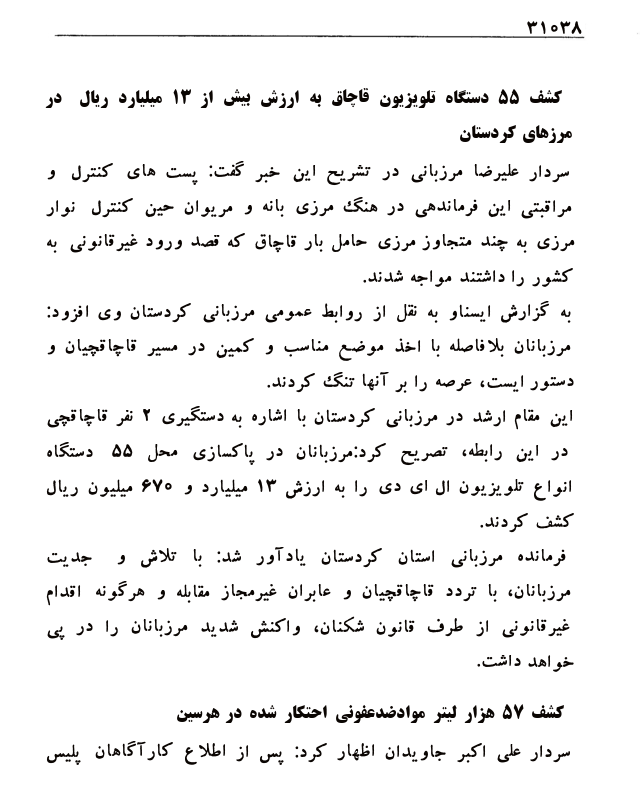 ۳۱۰۳۸
کشف ۵۵ دستگاه تلویزیون قاچاق به ارزش بیش از ۱۳ میلیارد ریال در
مرزهای کردستان
سردار علیرضا مرزبانی در تشریح این خبر گفت: پست های کنترل و
مراقبتی این فرماندهی در هنگ مرزی بانه و مریوان حین کنترل نوار
مرزی به چند متجاوز مرزی حامل بار قاچاق که قصد ورود غیرقانونی به
کشور را داشتند مواجه شدند.
به گزارش ایسناو به نقل از روابط عمومی مرزبانی کردستان وی افزود:
مرزبانان بلافاصله با اخذ موضع مناسب و کمین در مسیر قاچاقچیان و
دستور ایست، عرصه را بر آنها تنگ کردند.
این مقام ارشد در مرزبانی کردستان با اشاره به دستگیری ۲ نفر قاچاقچی
در این رابطه، تصریح کرد:مرزبانان در پاکسازی محل ۵۵ دستگاه
انواع تلویزیون ال ای دی را به ارزش ۱۳ میلیارد و ۶۷۰ میلیون ریال
کشف کردند.
فرمانده مرزبانی استان کردستان یادآور شد: با تلاش و جدیت
مرزبانان، با تردد قاچاقچیان و عابران غیرمجاز مقابله و هرگونه اقدام
غیرقانونی از طرف قانون شکنان، واکنش شدید مرزبانان را در پی
خواهد داشت.
کشف ۵۷ هزار لیتر موادضدعفونی احتکار شده در هرسین
سردار علی اکبر جاویدان اظهار کرد: پس از اطلاع کارآگاهان پلیس